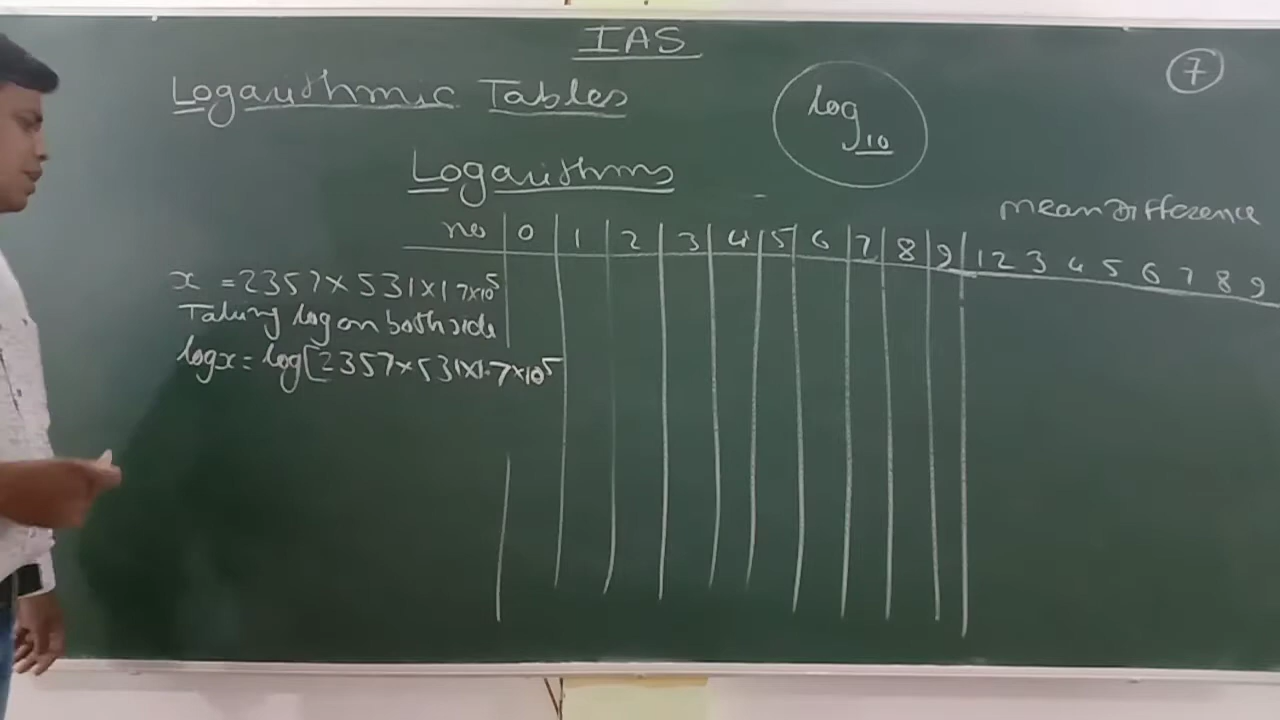 IAS
7
Logarithmic Tables
log10
Logarithms
mean Difference
no 0 1 2 3 4 5 6 7 8 9 1 2 3 4 5 6 7 8 9
x = 2357 × 531 × 1 7×10⁵
Taking log on both side
logx = log[2357×531×1.7×10⁵